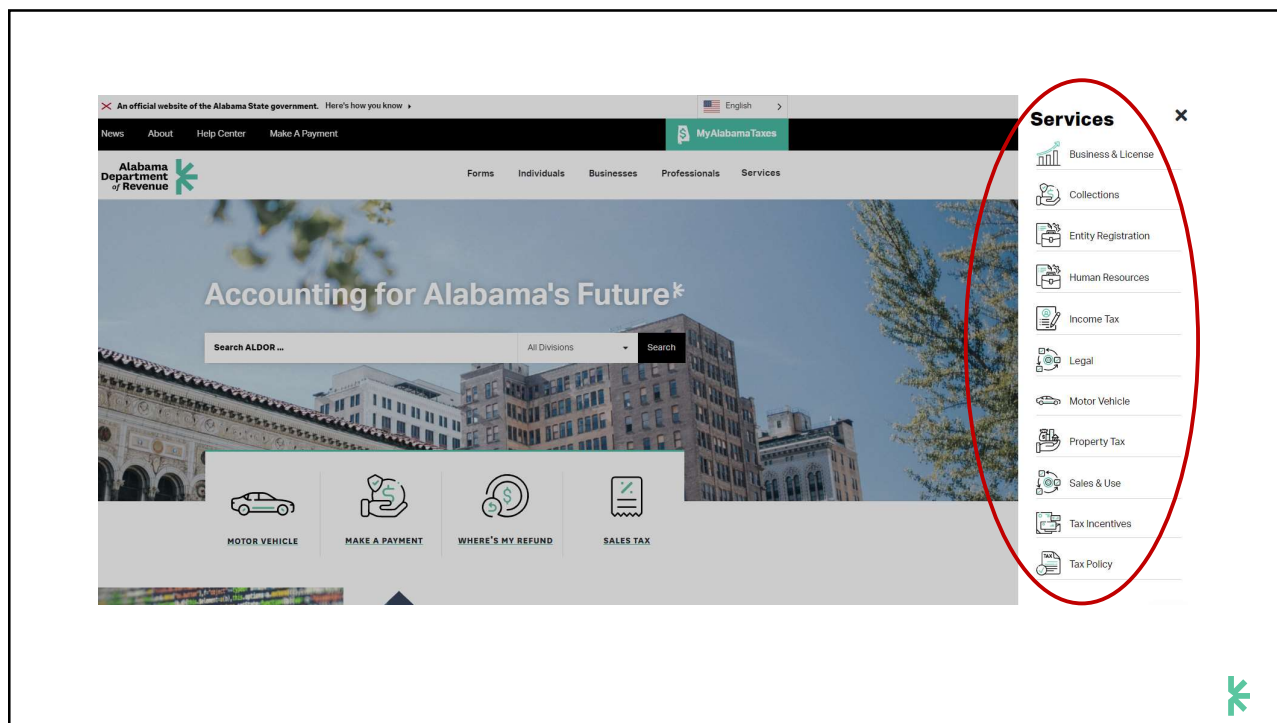 An official website of the Alabama State government. Here's how you know
English
News About Help Center Make A Payment
MyAlabamaTaxes
Alabama
Department
of Revenue
Forms Individuals Businesses Professionals Services
Accounting for Alabama's Future
Search ALDOR ... All Divisions Search
MOTOR VEHICLE MAKE A PAYMENT WHERE'S MY REFUND SALES TAX
Services
Business & License
Collections
Entity Registration
Human Resources
Income Tax
Legal
Motor Vehicle
Property Tax
Sales & Use
Tax Incentives
Tax Policy